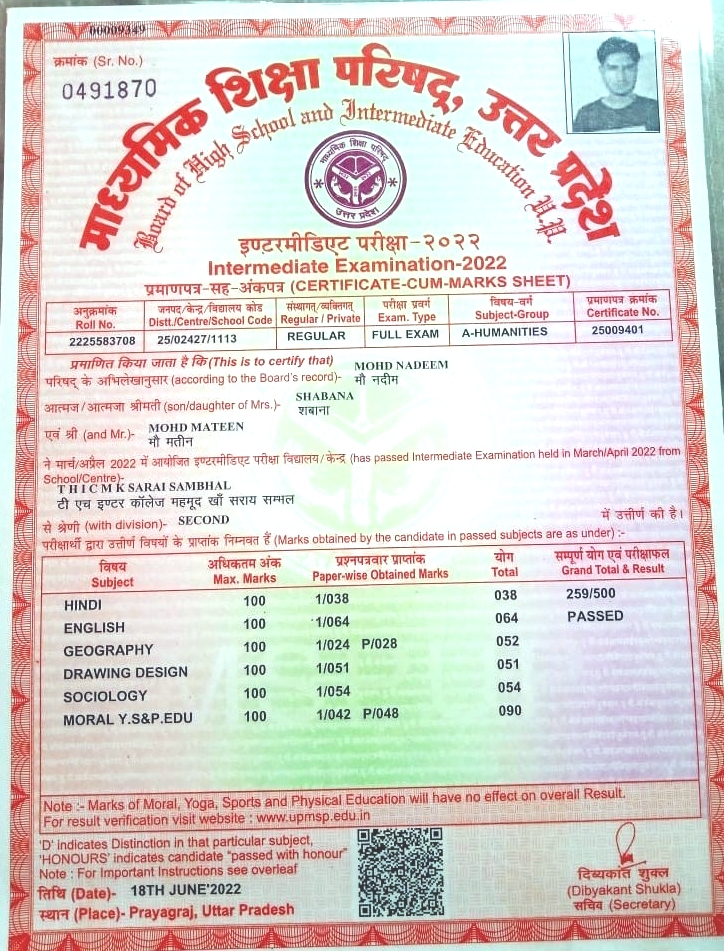 00009349
क्रमांक (Sr. No.)
0491870
माध्यमिक शिक्षा परिषद्, उत्तर प्रदेश
Board of High School and Intermediate Education U.P.
माध्यमिक शिक्षा परिषद
उत्तर प्रदेश
इण्टरमीडिएट परीक्षा-२०२२
Intermediate Examination-2022
प्रमाणपत्र-सह-अंकपत्र (CERTIFICATE-CUM-MARKS SHEET)
अनुक्रमांक जनपद/केन्द्र/विद्यालय कोड संस्थागत/व्यक्तिगत परीक्षा प्रवर्ग विषय-वर्ग प्रमाणपत्र क्रमांक
Roll No. Distt./Centre/School Code Regular / Private Exam. Type Subject-Group Certificate No.
2225583708 25/02427/1113 REGULAR FULL EXAM A-HUMANITIES 25009401
प्रमाणित किया जाता है कि (This is to certify that) MOHD NADEEM
परिषद् के अभिलेखानुसार (according to the Board's record)- मौ नदीम
SHABANA
आत्मज/आत्मजा श्रीमती (son/daughter of Mrs.)- शबाना
MOHD MATEEN
एवं श्री (and Mr.)- मौ मतीन
ने मार्च/अप्रैल 2022 में आयोजित इण्टरमीडिएट परीक्षा विद्यालय/केन्द्र (has passed Intermediate Examination held in March/April 2022 from
School/Centre)-
T H I C M K SARAI SAMBHAL
टी एच इण्टर कॉलेज महमूद खाँ सराय सम्भल
से श्रेणी (with division)- SECOND में उत्तीर्ण की है।
परीक्षार्थी द्वारा उत्तीर्ण विषयों के प्राप्तांक निम्नवत हैं (Marks obtained by the candidate in passed subjects are as under) :-
विषय अधिकतम अंक प्रश्नपत्रवार प्राप्तांक योग सम्पूर्ण योग एवं परीक्षाफल
Subject Max. Marks Paper-wise Obtained Marks Total Grand Total & Result
HINDI 100 1/038 038 259/500
ENGLISH 100 1/064 064 PASSED
GEOGRAPHY 100 1/024 P/028 052
DRAWING DESIGN 100 1/051 051
SOCIOLOGY 100 1/054 054
MORAL Y.S&P.EDU 100 1/042 P/048 090
Note :- Marks of Moral, Yoga, Sports and Physical Education will have no effect on overall Result.
For result verification visit website : www.upmsp.edu.in
'D' indicates Distinction in that particular subject,
'HONOURS' indicates candidate "passed with honour"
Note : For Important Instructions see overleaf
तिथि (Date)- 18TH JUNE'2022
स्थान (Place)- Prayagraj, Uttar Pradesh
दिव्यकांत शुक्ल
(Dibyakant Shukla)
सचिव (Secretary)